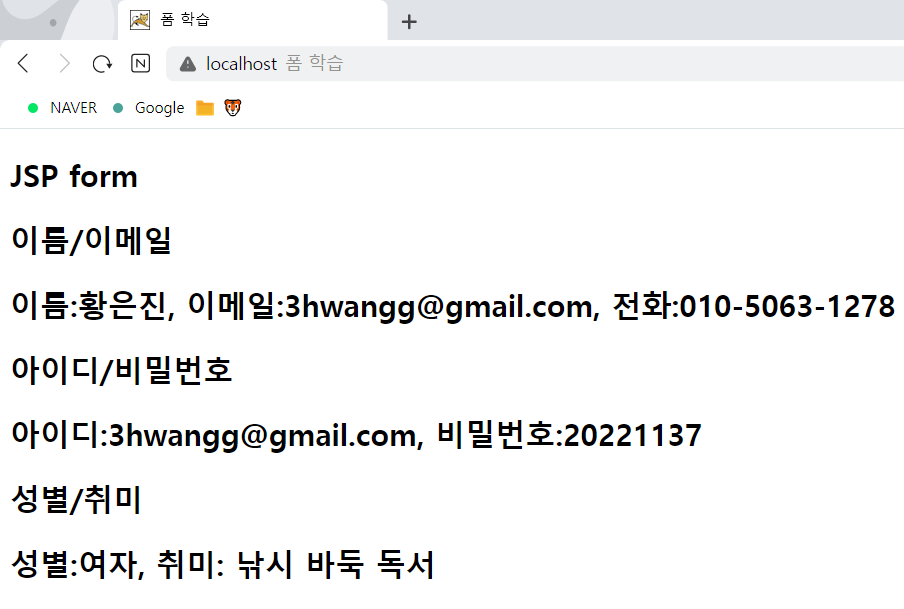 폼 학습
N localhost 폼 학습
NAVER Google
JSP form
이름/이메일
이름:황은진, 이메일:3hwangg@gmail.com, 전화:010-5063-1278
아이디/비밀번호
아이디:3hwangg@gmail.com, 비밀번호:20221137
성별/취미
성별:여자, 취미: 낚시 바둑 독서